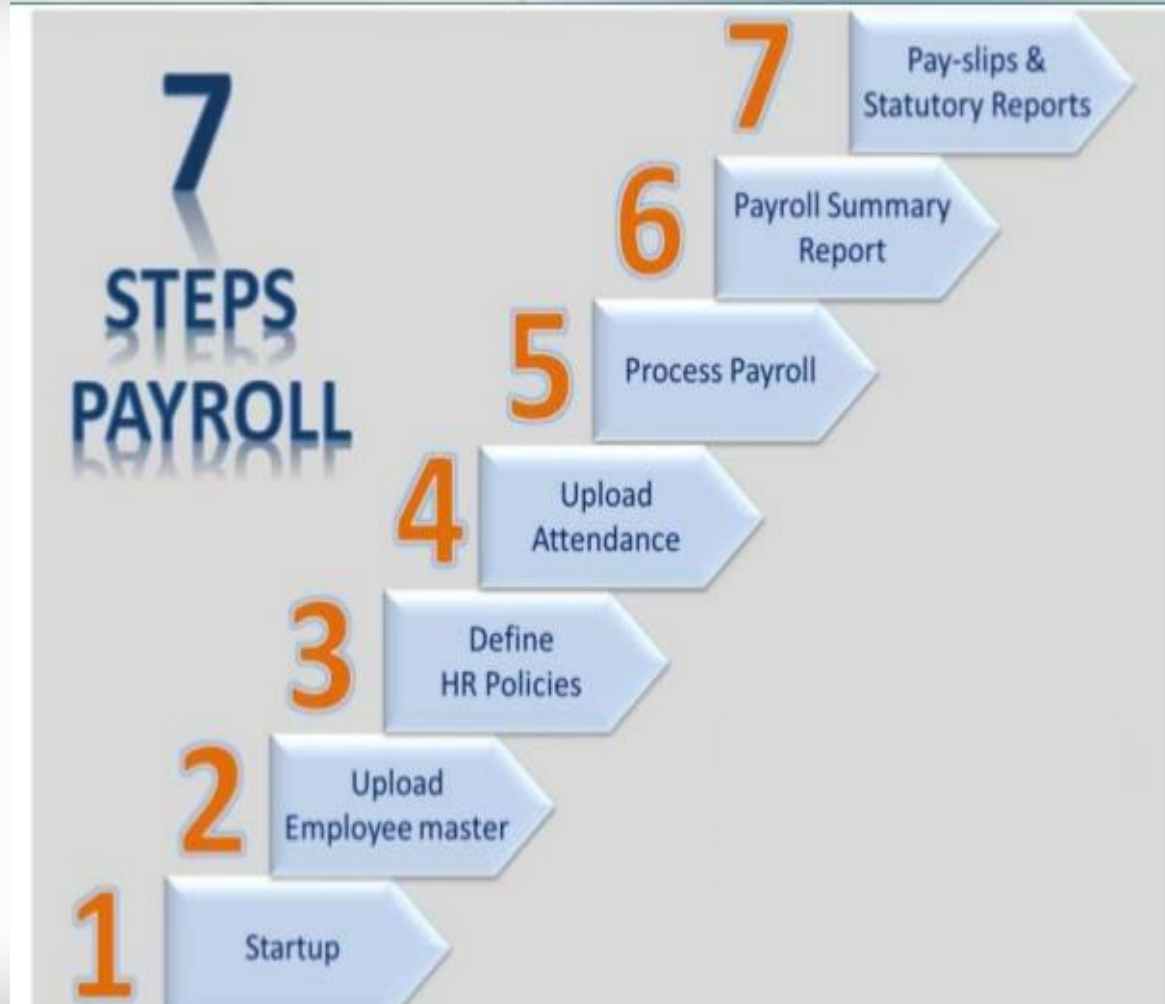 7
STEPS
PAYROLL
7
Pay-slips &
Statutory Reports
6
Payroll Summary
Report
5
Process Payroll
4
Upload
Attendance
3
Define
HR Policies
2
Upload
Employee master
1
Startup